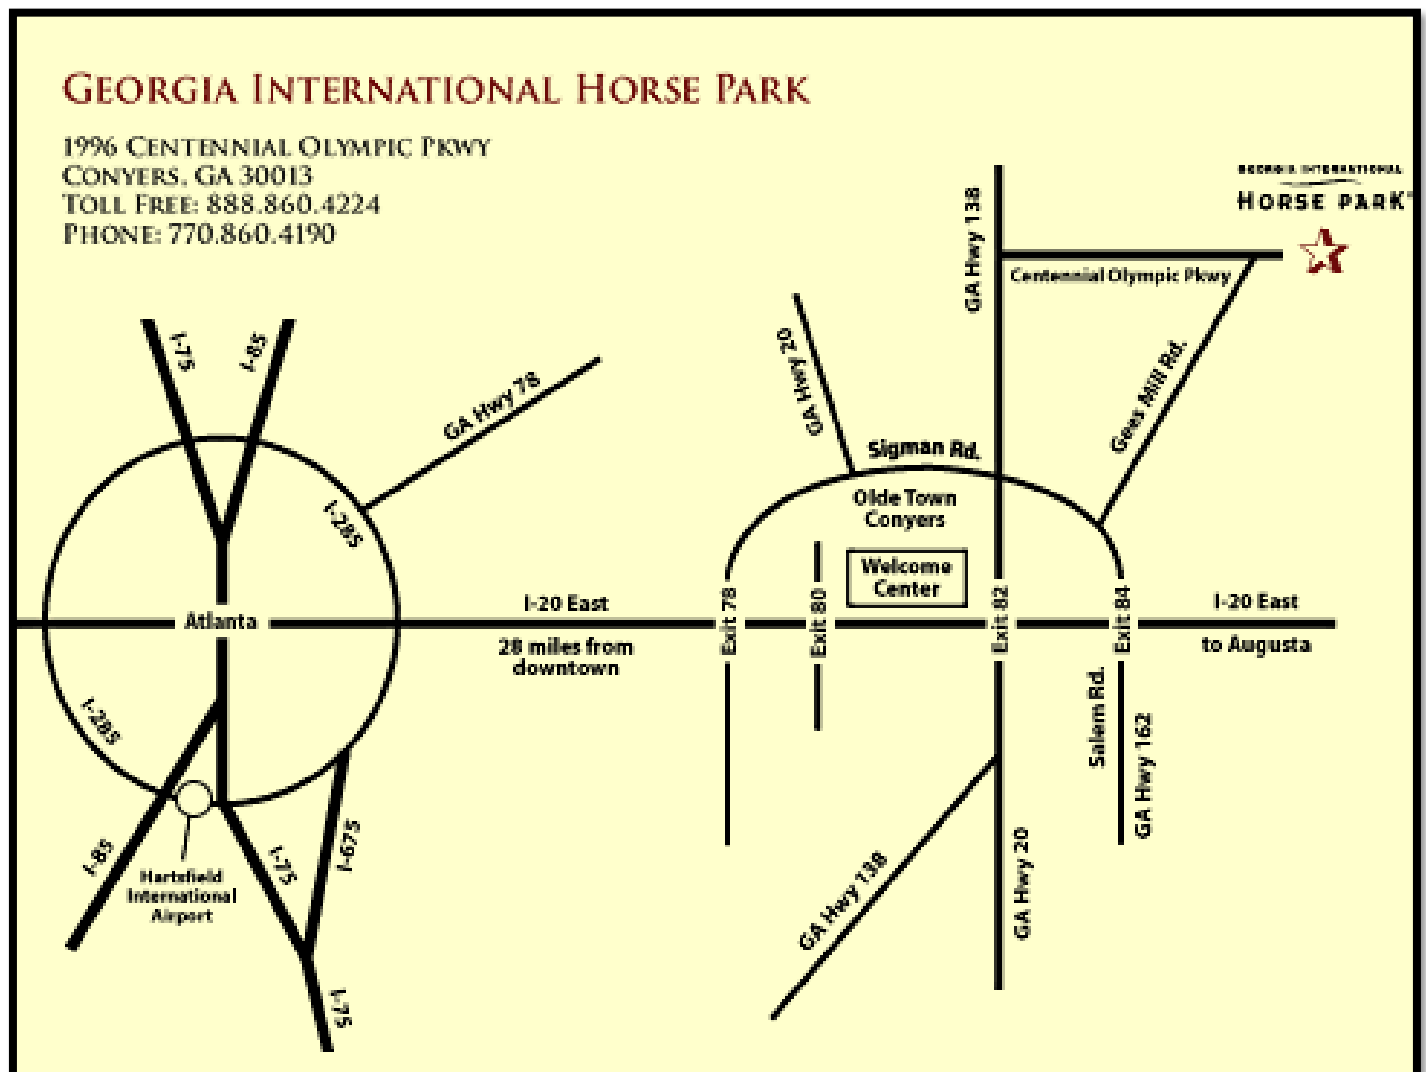 GEORGIA INTERNATIONAL HORSE PARK
1996 CENTENNIAL OLYMPIC PKWY
CONYERS, GA 30013
TOLL FREE: 888.860.4224
PHONE: 770.860.4190
GEORGIA INTERNATIONAL
HORSE PARK
GA Hwy 138
Centennial Olympic Pkwy
I-75
I-85
GA Hwy 78
GA Hwy 20
Gees Mill Rd.
Sigman Rd.
I-285
Olde Town
Conyers
Welcome
Center
Atlanta
I-20 East
28 miles from
downtown
Exit 78
Exit 80
Exit 82
Exit 84
I-20 East
to Augusta
I-285
Salem Rd.
GA Hwy 162
I-85
I-75
I-675
Hartsfield
International
Airport
GA Hwy 138
GA Hwy 20
I-75